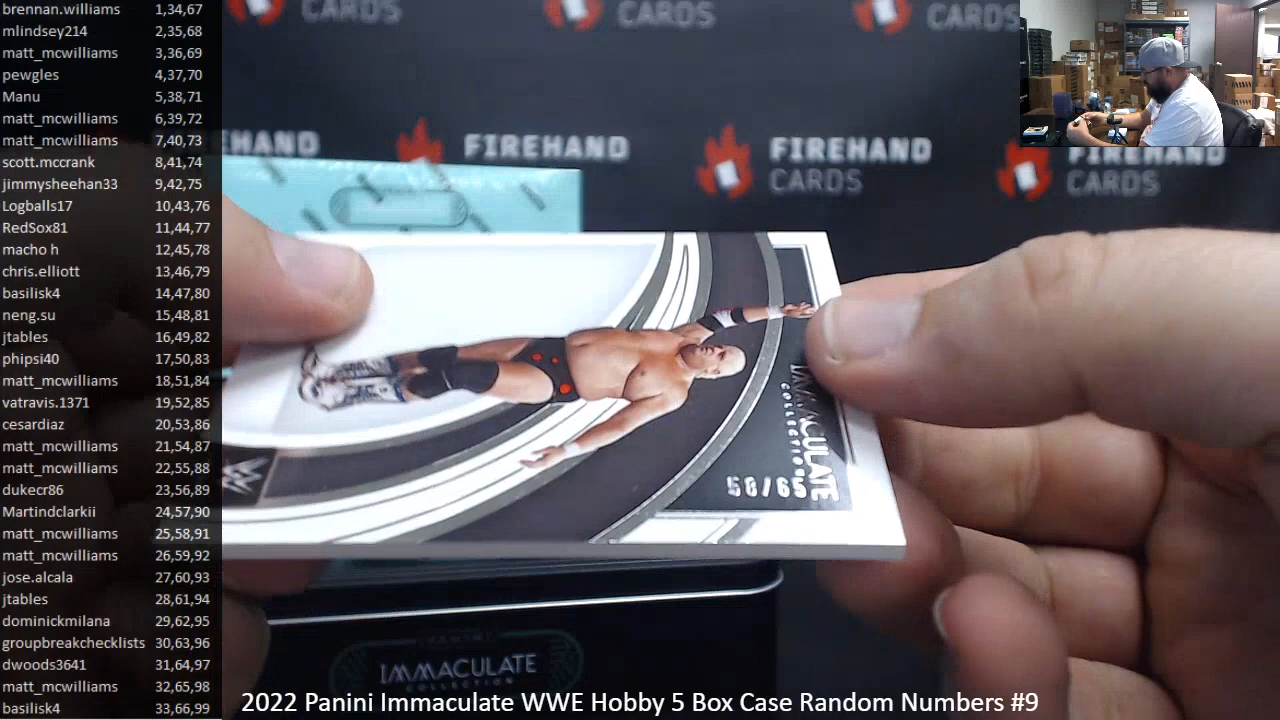 brennan.williams 1,34,67
mlindsey214 2,35,68
matt_mcwilliams 3,36,69
pewgles 4,37,70
Manu 5,38,71
matt_mcwilliams 6,39,72
matt_mcwilliams 7,40,73
scott.mccrank 8,41,74
jimmysheehan33 9,42,75
Logballs17 10,43,76
RedSox81 11,44,77
macho h 12,45,78
chris.elliott 13,46,79
basilisk4 14,47,80
neng.su 15,48,81
jtables 16,49,82
phipsi40 17,50,83
matt_mcwilliams 18,51,84
vatravis.1371 19,52,85
cesardiaz 20,53,86
matt_mcwilliams 21,54,87
matt_mcwilliams 22,55,88
dukecr86 23,56,89
Martindclarkii 24,57,90
matt_mcwilliams 25,58,91
matt_mcwilliams 26,59,92
jose.alcala 27,60,93
jtables 28,61,94
dominickmilana 29,62,95
groupbreakchecklists 30,63,96
dwoods3641 31,64,97
matt_mcwilliams 32,65,98
basilisk4 33,66,99
CARDS
CARDS
CARDS
FIREHAND
FIREHAND
CARDS
FIREHAND
CARDS
IMMACULATE
COLLECTION
PANINI
IMMACULATE
COLLECTION
2022 Panini Immaculate WWE Hobby 5 Box Case Random Numbers #9